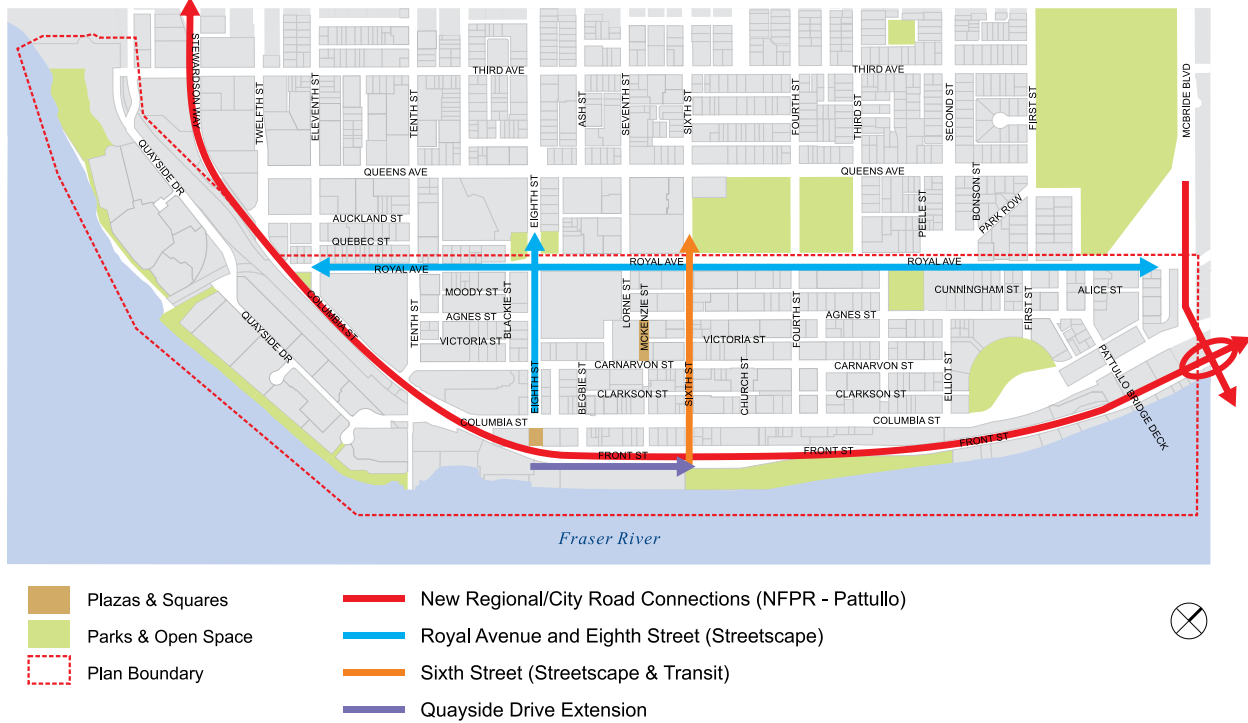 STEWARDSON WAY
TWELFTH ST
ELEVENTH ST
TENTH ST
THIRD AVE
ASH ST
SEVENTH ST
SIXTH ST
FOURTH ST
THIRD AVE
THIRD ST
SECOND ST
FIRST ST
MCBRIDE BLVD
QUAYSIDE DR
QUEENS AVE
QUEENS AVE
AUCKLAND ST
QUEBEC ST
EIGHTH ST
PEELE ST
BONSON ST
PARK ROW
ROYAL AVE
ROYAL AVE
ROYAL AVE
QUAYSIDE DR
COLUMBIA ST
TENTH ST
MOODY ST
AGNES ST
VICTORIA ST
BLACKIE ST
LORNE ST
MCKENZIE ST
VICTORIA ST
FOURTH ST
AGNES ST
CUNNINGHAM ST
FIRST ST
ALICE ST
CARNARVON ST
CARNARVON ST
EIGHTH ST
BEGBIE ST
CLARKSON ST
SIXTH ST
CHURCH ST
CLARKSON ST
ELLIOT ST
PATTULLO BRIDGE DECK
COLUMBIA ST
COLUMBIA ST
FRONT ST
FRONT ST
FRONT ST
Fraser River
Plazas & Squares
Parks & Open Space
Plan Boundary
New Regional/City Road Connections (NFPR - Pattullo)
Royal Avenue and Eighth Street (Streetscape)
Sixth Street (Streetscape & Transit)
Quayside Drive Extension